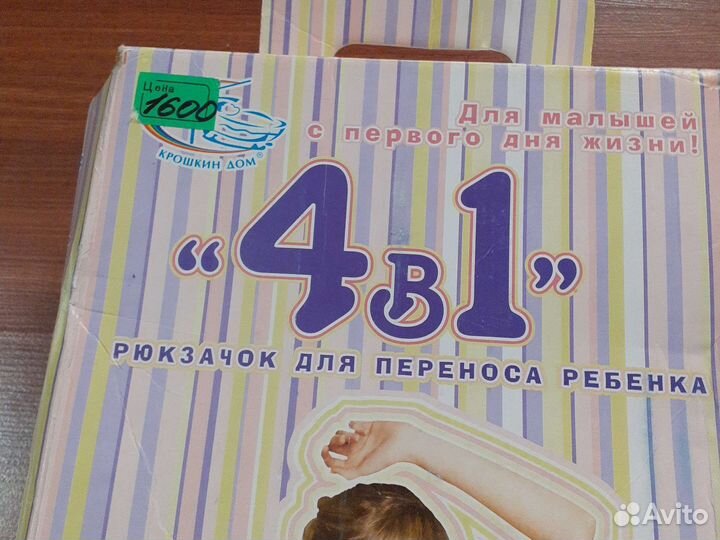 Цена
1600
КРОШКИН ДОМ®
Для малышей
с первого дня жизни!
"4в1"
РЮКЗАЧОК ДЛЯ ПЕРЕНОСА РЕБЕНКА
Avito